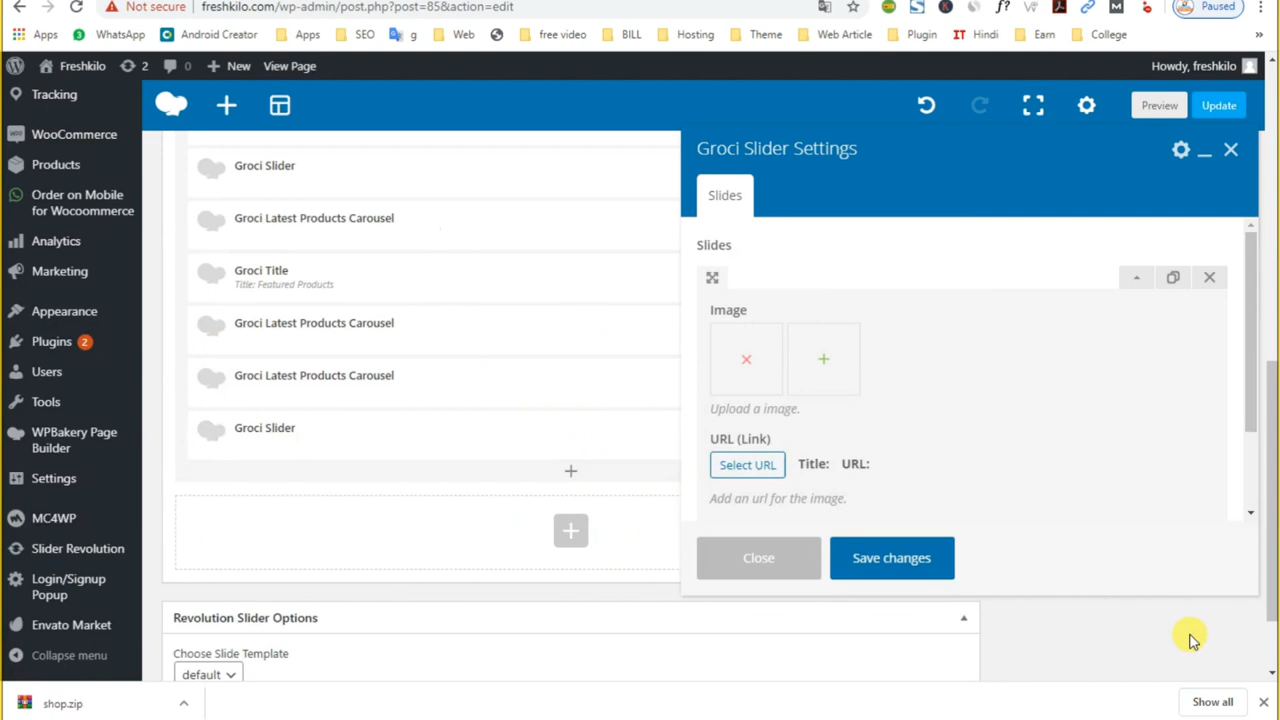 Not secure freshkilo.com/wp-admin/post.php?post=85&action=edit Paused
Apps WhatsApp Android Creator Apps SEO g Web free video BILL Hosting Theme Web Article Plugin IT Hindi Earn College »
Freshkilo 2 0 New View Page Howdy, freshkilo
Tracking
WooCommerce
Products
Order on Mobile
for Wocoommerce
Analytics
Marketing
Appearance
Plugins 2
Users
Tools
WPBakery Page
Builder
Settings
MC4WP
Slider Revolution
Login/Signup
Popup
Envato Market
Collapse menu
Preview Update
Groci Slider
Groci Latest Products Carousel
Groci Title
Title: Featured Products
Groci Latest Products Carousel
Groci Latest Products Carousel
Groci Slider
Groci Slider Settings
Slides
Slides
Image
Upload a image.
URL (Link)
Select URL Title: URL:
Add an url for the image.
Close Save changes
Revolution Slider Options
Choose Slide Template
default
shop.zip Show all